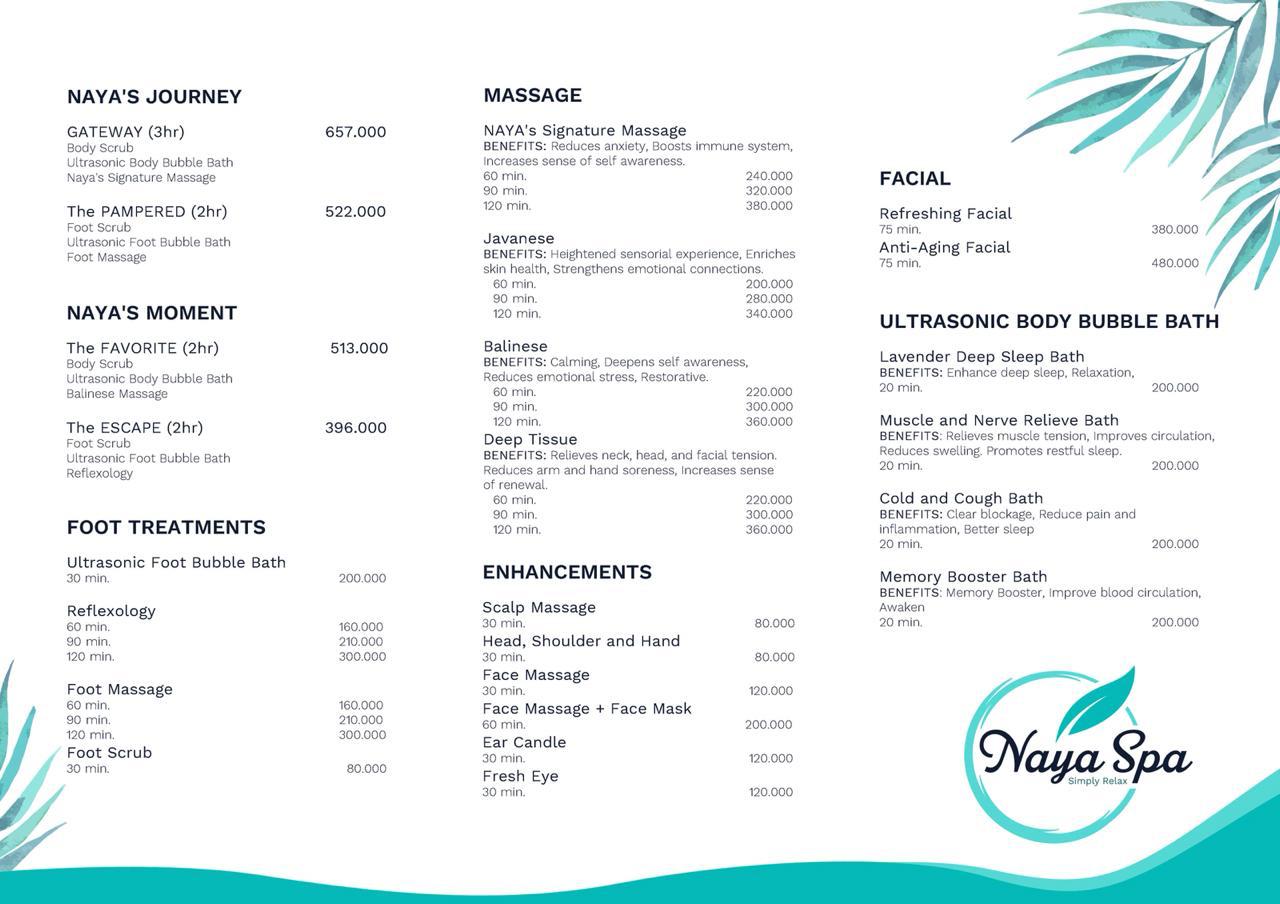 NAYA'S JOURNEY
GATEWAY (3hr) 657.000
Body Scrub
Ultrasonic Body Bubble Bath
Naya's Signature Massage
The PAMPERED (2hr) 522.000
Foot Scrub
Ultrasonic Foot Bubble Bath
Foot Massage
NAYA'S MOMENT
The FAVORITE (2hr) 513.000
Body Scrub
Ultrasonic Body Bubble Bath
Balinese Massage
The ESCAPE (2hr) 396.000
Foot Scrub
Ultrasonic Foot Bubble Bath
Reflexology
FOOT TREATMENTS
Ultrasonic Foot Bubble Bath
30 min. 200.000
Reflexology
60 min. 160.000
90 min. 210.000
120 min. 300.000
Foot Massage
60 min. 160.000
90 min. 210.000
120 min. 300.000
Foot Scrub
30 min. 80.000
MASSAGE
NAYA's Signature Massage
BENEFITS: Reduces anxiety, Boosts immune system,
Increases sense of self awareness.
60 min. 240.000
90 min. 320.000
120 min. 380.000
Javanese
BENEFITS: Heightened sensorial experience, Enriches
skin health, Strengthens emotional connections.
60 min. 200.000
90 min. 280.000
120 min. 340.000
Balinese
BENEFITS: Calming, Deepens self awareness,
Reduces emotional stress, Restorative.
60 min. 220.000
90 min. 300.000
120 min. 360.000
Deep Tissue
BENEFITS: Relieves neck, head, and facial tension.
Reduces arm and hand soreness, Increases sense
of renewal.
60 min. 220.000
90 min. 300.000
120 min. 360.000
ENHANCEMENTS
Scalp Massage
30 min. 80.000
Head, Shoulder and Hand
30 min. 80.000
Face Massage
30 min. 120.000
Face Massage + Face Mask
60 min. 200.000
Ear Candle
30 min. 120.000
Fresh Eye
30 min. 120.000
FACIAL
Refreshing Facial
75 min. 380.000
Anti-Aging Facial
75 min. 480.000
ULTRASONIC BODY BUBBLE BATH
Lavender Deep Sleep Bath
BENEFITS: Enhance deep sleep, Relaxation,
20 min. 200.000
Muscle and Nerve Relieve Bath
BENEFITS: Relieves muscle tension, Improves circulation,
Reduces swelling. Promotes restful sleep.
20 min. 200.000
Cold and Cough Bath
BENEFITS: Clear blockage, Reduce pain and
inflammation, Better sleep
20 min. 200.000
Memory Booster Bath
BENEFITS: Memory Booster, Improve blood circulation,
Awaken
20 min. 200.000
Naya Spa
Simply Relax